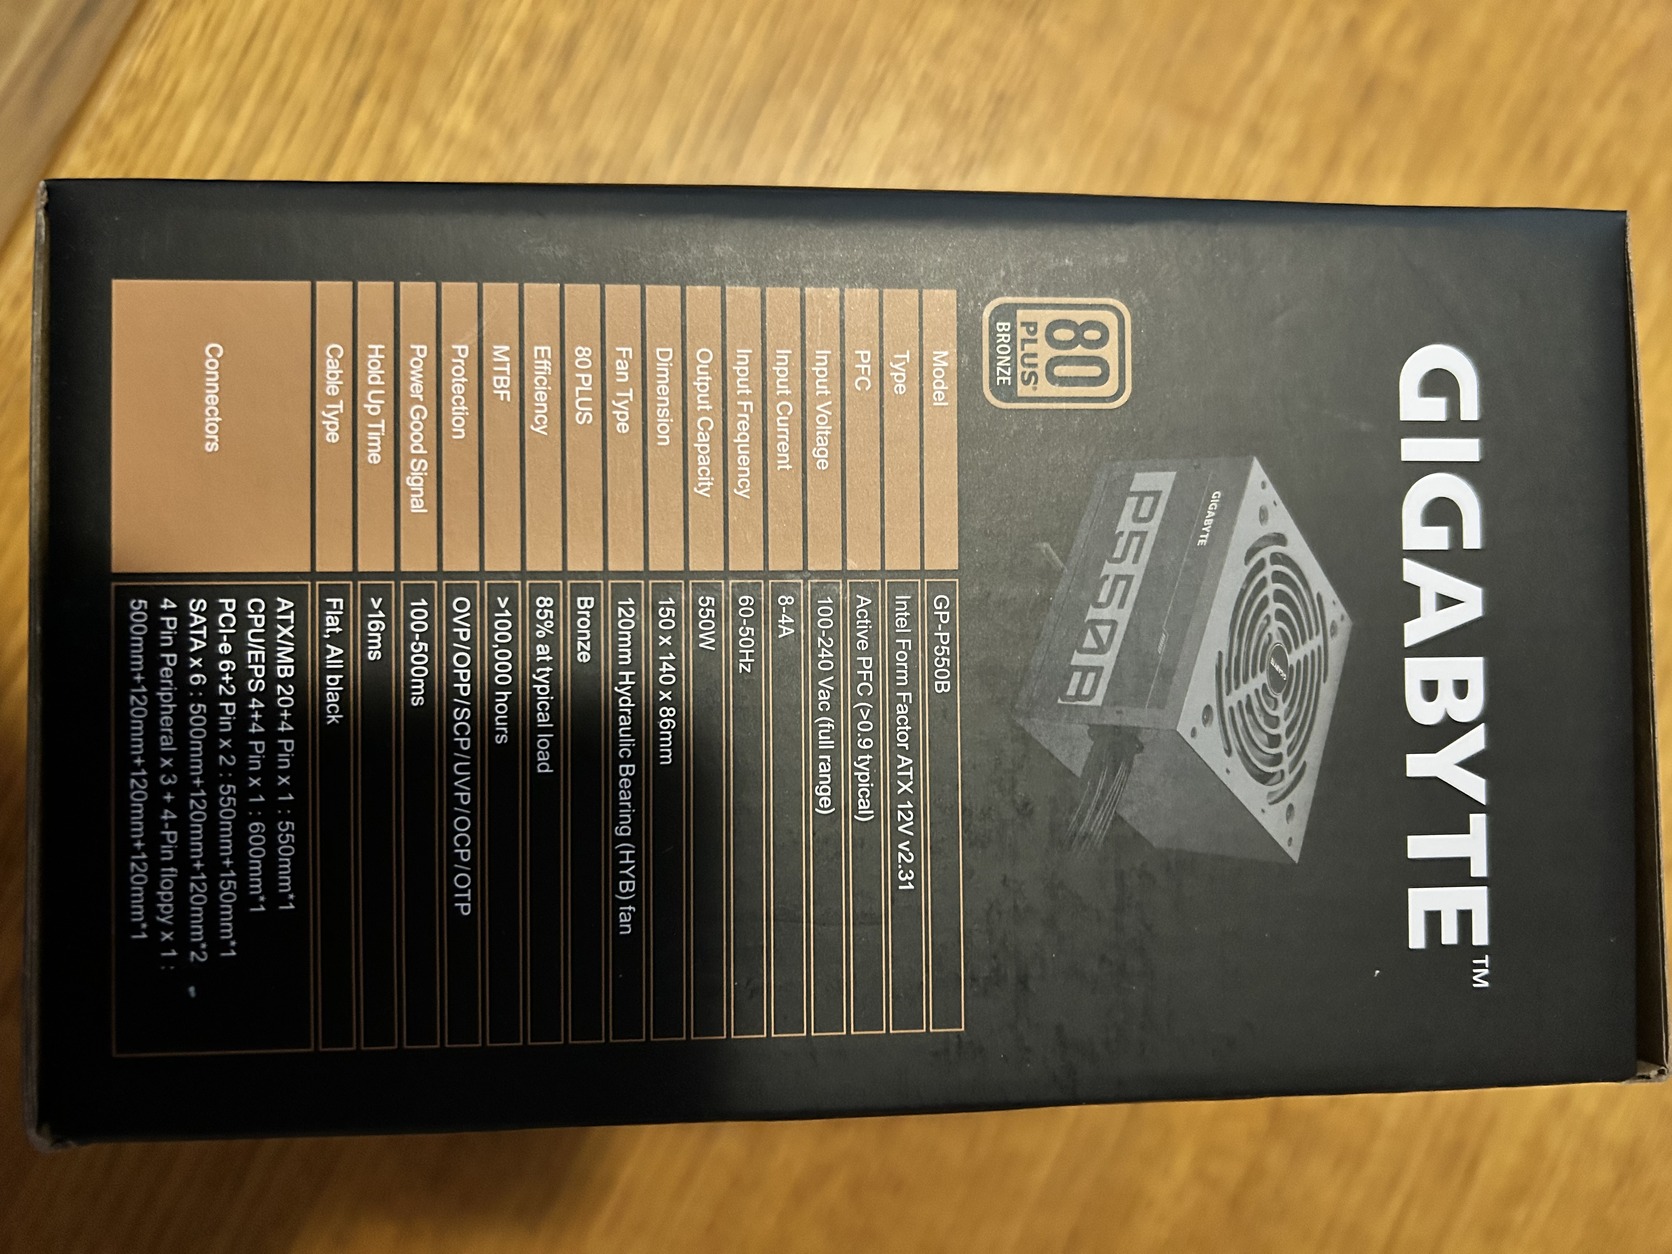 GIGABYTE™
GIGABYTE
P550B
80
PLUS®
BRONZE
Model GP-P550B
Type Intel Form Factor ATX 12V v2.31
PFC Active PFC (>0.9 typical)
Input Voltage 100-240 Vac (full range)
Input Current 8-4A
Input Frequency 60-50Hz
Output Capacity 550W
Dimension 150 x 140 x 86mm
Fan Type 120mm Hydraulic Bearing (HYB) fan
80 PLUS Bronze
Efficiency 85% at typical load
MTBF >100,000 hours
Protection OVP/OPP/SCP/UVP/OCP/OTP
Power Good Signal 100-500ms
Hold Up Time >16ms
Cable Type Flat, All black
Connectors
ATX/MB 20+4 Pin x 1 : 550mm*1
CPU/EPS 4+4 Pin x 1 : 600mm*1
PCI-e 6+2 Pin x 2 : 550mm+150mm*1
SATA x 6 : 500mm+120mm+120mm*2
4 Pin Peripheral x 3 + 4-Pin floppy x 1 :
500mm+120mm+120mm+120mm*1